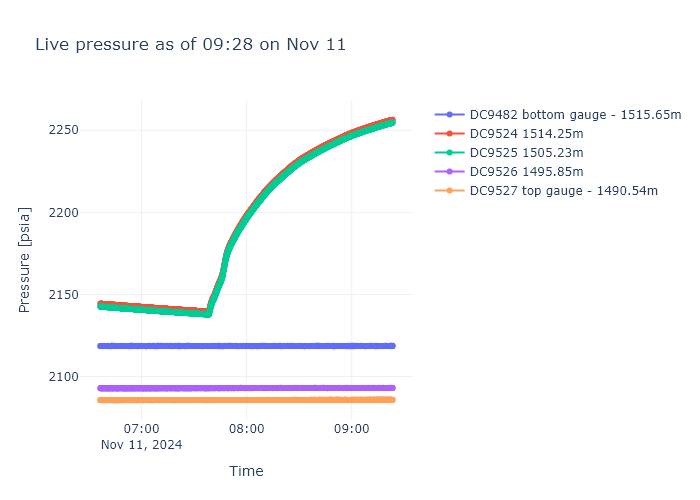 Live pressure as of 09:28 on Nov 11
DC9482 bottom gauge - 1515.65m
DC9524 1514.25m
DC9525 1505.23m
DC9526 1495.85m
DC9527 top gauge - 1490.54m
Pressure [psia]
2250
2200
2150
2100
07:00
08:00
09:00
Nov 11, 2024
Time